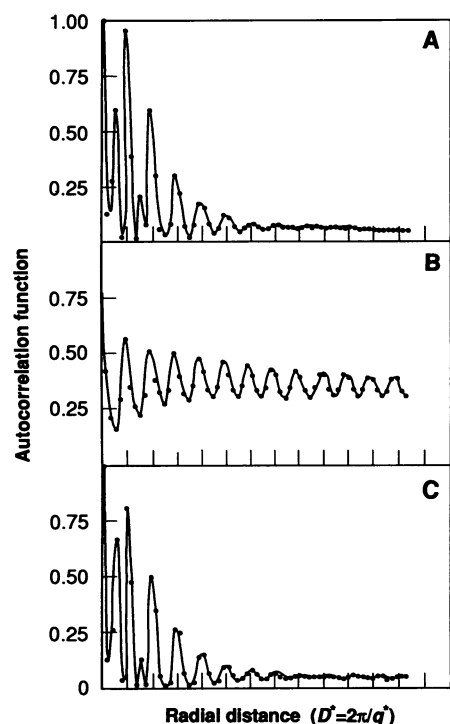 Autocorrelation function
1.00
0.75
0.50
0.25
A
0.75
0.50
0.25
B
0.75
0.50
0.25
0
C
Radial distance (D*=2π/q*)